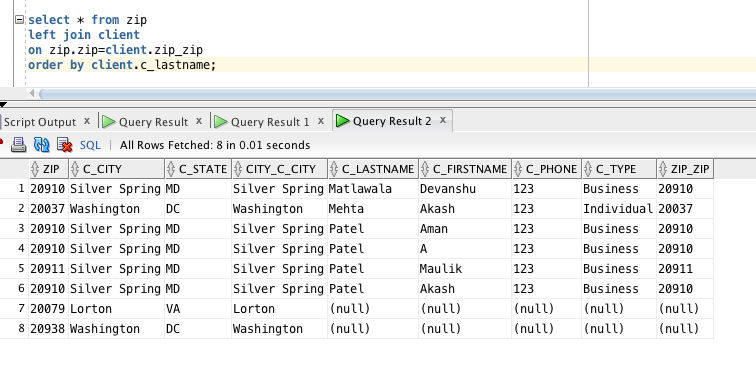 select * from zip
left join client
on zip.zip=client.zip_zip
order by client.c_lastname;
Script Output x Query Result x Query Result 1 x Query Result 2 x
SQL | All Rows Fetched: 8 in 0.01 seconds
ZIP C_CITY C_STATE CITY_C_CITY C_LASTNAME C_FIRSTNAME C_PHONE C_TYPE ZIP_ZIP
1 20910 Silver Spring MD Silver Spring Matlawala Devanshu 123 Business 20910
2 20037 Washington DC Washington Mehta Akash 123 Individual 20037
3 20910 Silver Spring MD Silver Spring Patel Aman 123 Business 20910
4 20910 Silver Spring MD Silver Spring Patel A 123 Business 20910
5 20911 Silver Spring MD Silver Spring Patel Maulik 123 Business 20911
6 20910 Silver Spring MD Silver Spring Patel Akash 123 Business 20910
7 20079 Lorton VA Lorton (null) (null) (null) (null) (null)
8 20938 Washington DC Washington (null) (null) (null) (null) (null)